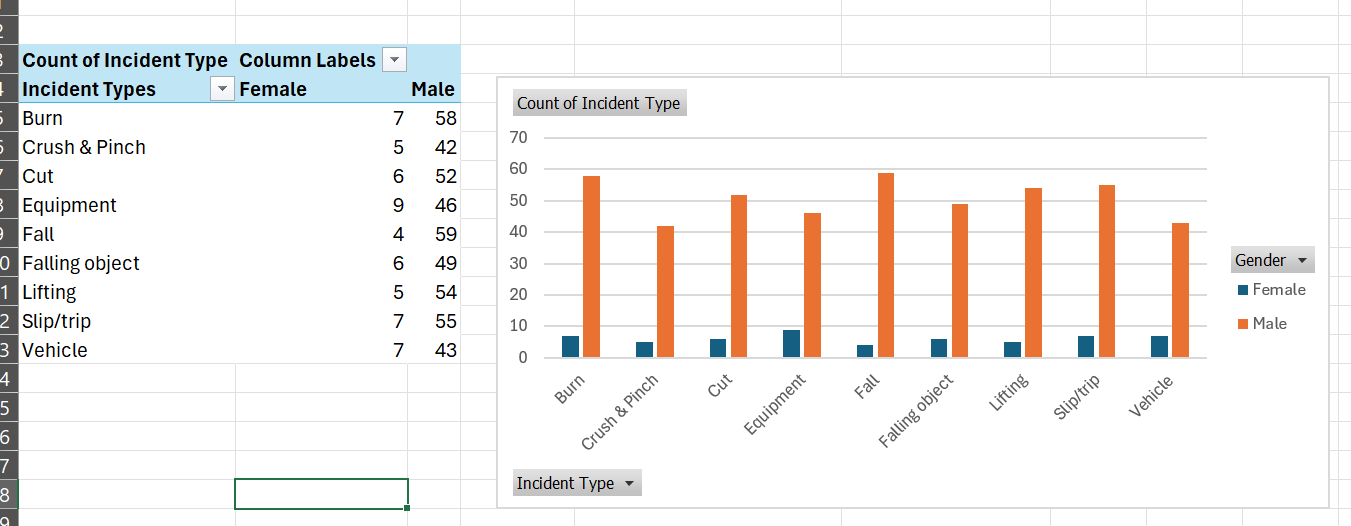 Count of Incident Type Column Labels
Incident Types Female Male
Burn 7 58
Crush & Pinch 5 42
Cut 6 52
Equipment 9 46
Fall 4 59
Falling object 6 49
Lifting 5 54
Slip/trip 7 55
Vehicle 7 43
Count of Incident Type
70
60
50
40
30
20
10
0
Burn Crush & Pinch Cut Equipment Fall Falling object Lifting Slip/trip Vehicle
Gender
Female
Male
Incident Type